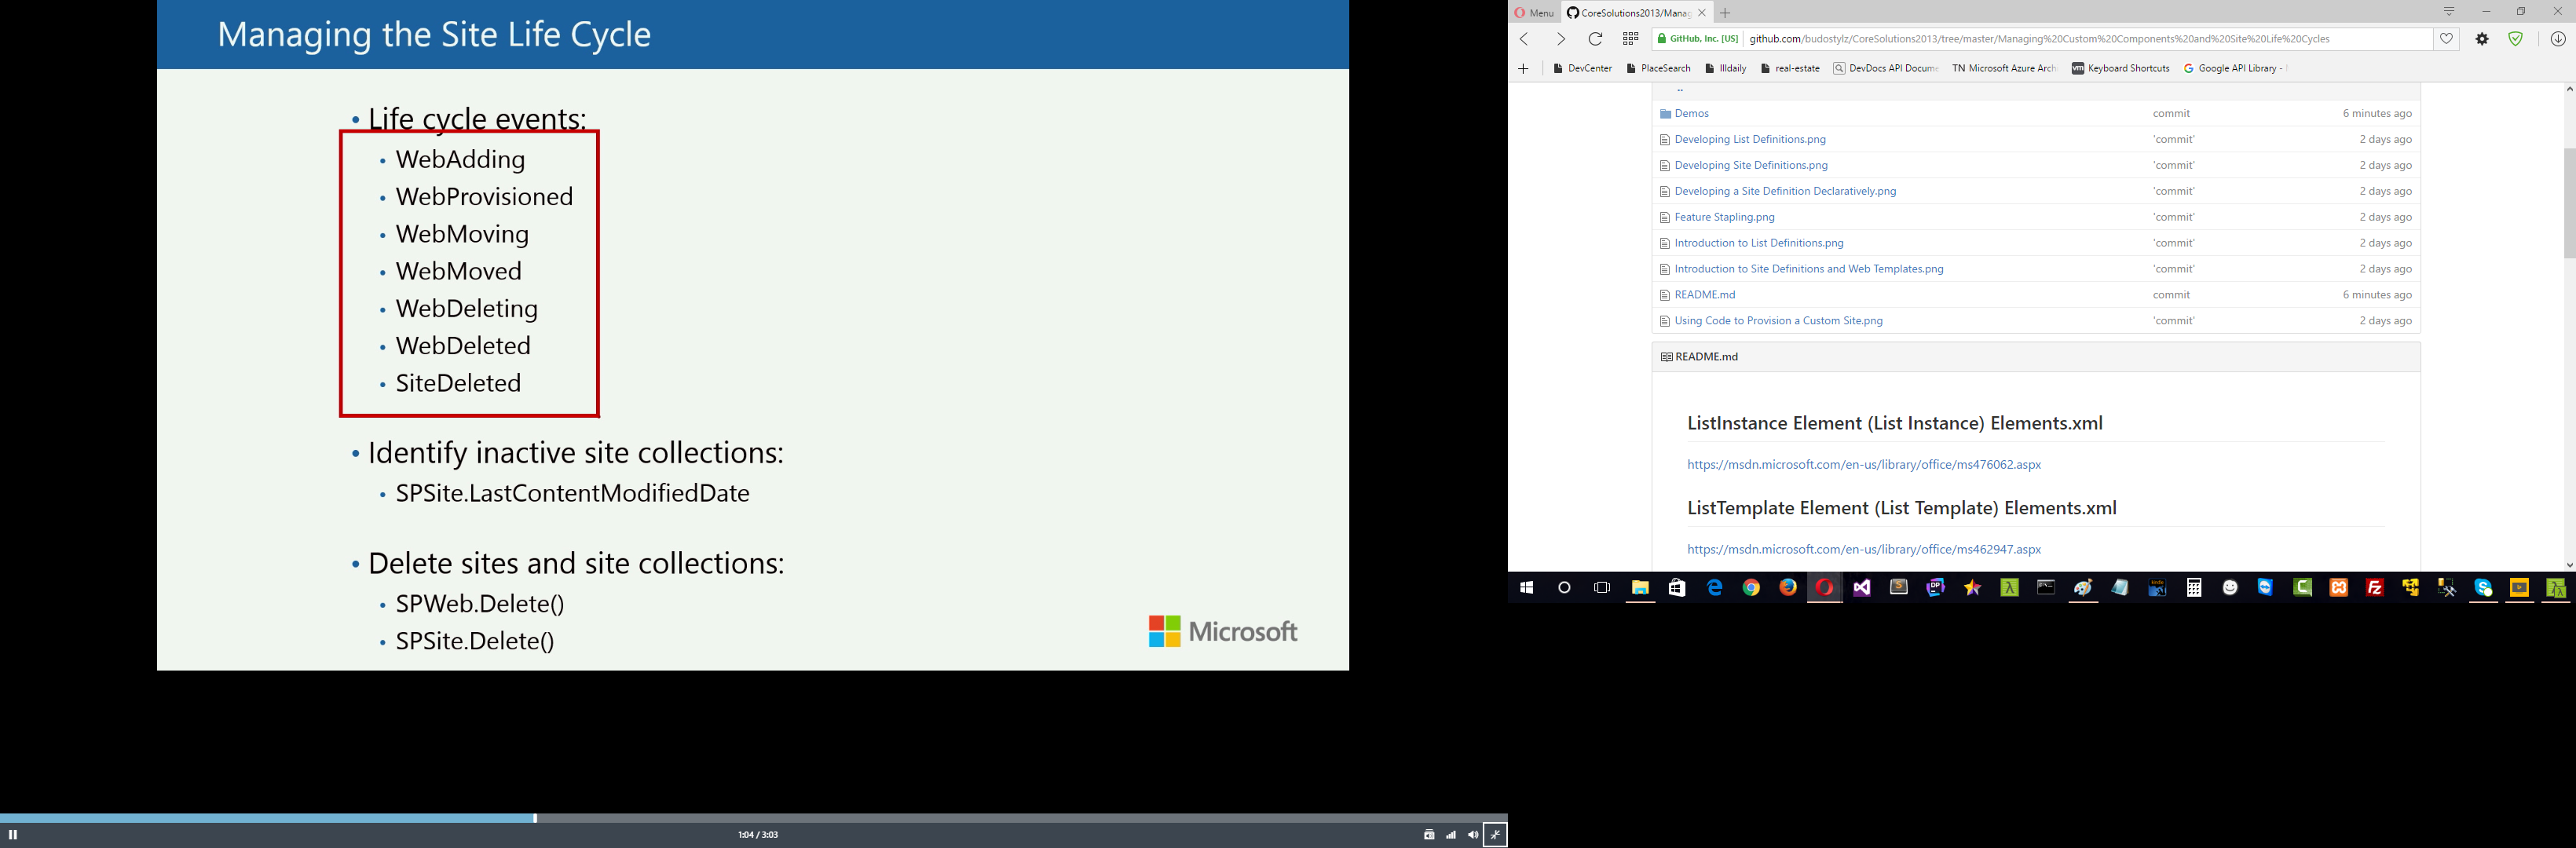 Managing the Site Life Cycle
• Life cycle events:
• WebAdding
• WebProvisioned
• WebMoving
• WebMoved
• WebDeleting
• WebDeleted
• SiteDeleted
• Identify inactive site collections:
• SPSite.LastContentModifiedDate
• Delete sites and site collections:
• SPWeb.Delete()
• SPSite.Delete()
Microsoft
1:04 / 3:03
Menu
CoreSolutions2013/Manag
GitHub, Inc. [US]
github.com/budostylz/CoreSolutions2013/tree/master/Managing%20Custom%20Components%20and%20Site%20Life%20Cycles
DevCenter
PlaceSearch
Illdaily
real-estate
DevDocs API Docume
TN Microsoft Azure Arch
vm Keyboard Shortcuts
G Google API Library -
..
Demos commit 6 minutes ago
Developing List Definitions.png 'commit' 2 days ago
Developing Site Definitions.png 'commit' 2 days ago
Developing a Site Definition Declaratively.png 'commit' 2 days ago
Feature Stapling.png 'commit' 2 days ago
Introduction to List Definitions.png 'commit' 2 days ago
Introduction to Site Definitions and Web Templates.png 'commit' 2 days ago
README.md commit 6 minutes ago
Using Code to Provision a Custom Site.png 'commit' 2 days ago
README.md
ListInstance Element (List Instance) Elements.xml
https://msdn.microsoft.com/en-us/library/office/ms476062.aspx
ListTemplate Element (List Template) Elements.xml
https://msdn.microsoft.com/en-us/library/office/ms462947.aspx